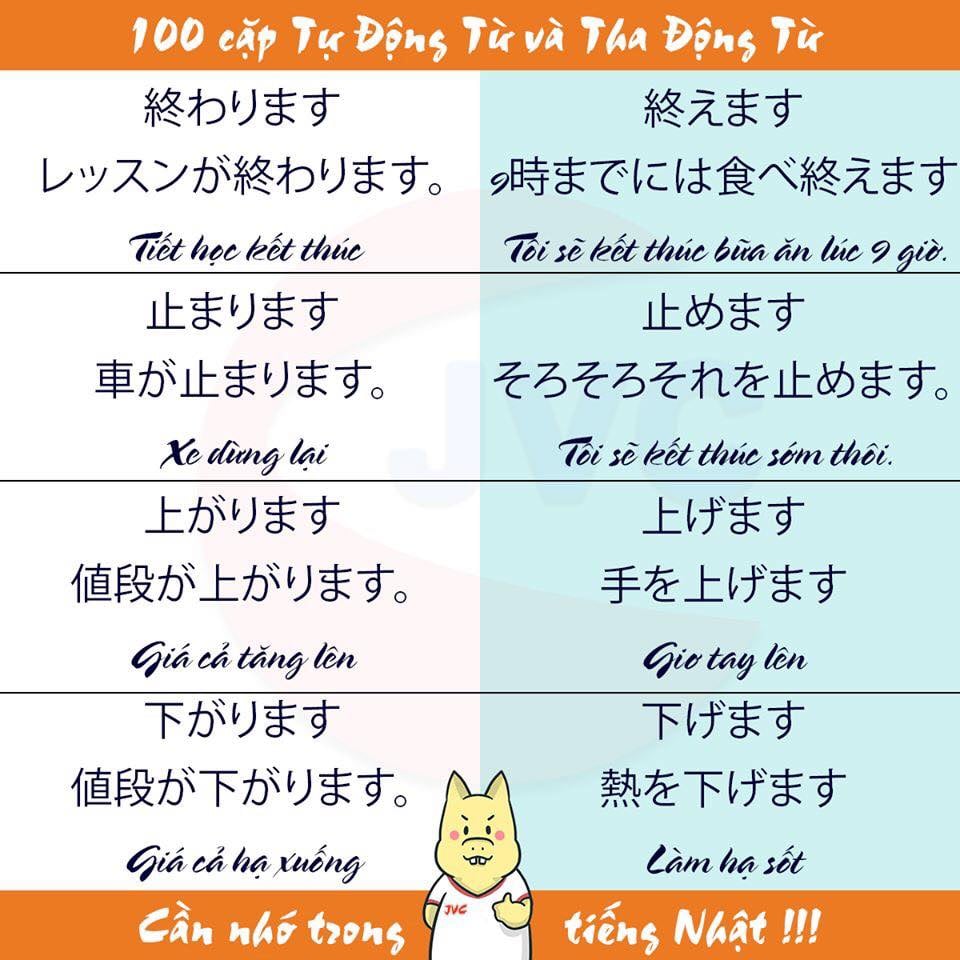 100 cặp Tự Động Từ và Tha Động Từ
終わります
レッスンが終わります。
Tiết học kết thúc
終えます
9時までには食べ終えます
Tôi sẽ kết thúc bữa ăn lúc 9 giờ.
止まります
車が止まります。
Xe dừng lại
止めます
そろそろそれを止めます。
Tôi sẽ kết thúc sớm thôi.
上がります
値段が上がります。
Giá cả tăng lên
上げます
手を上げます
Giơ tay lên
下がります
値段が下がります。
Giá cả hạ xuống
下げます
熱を下げます
Làm hạ sốt
JVC
JVC
Cần nhớ trong tiếng Nhật !!!